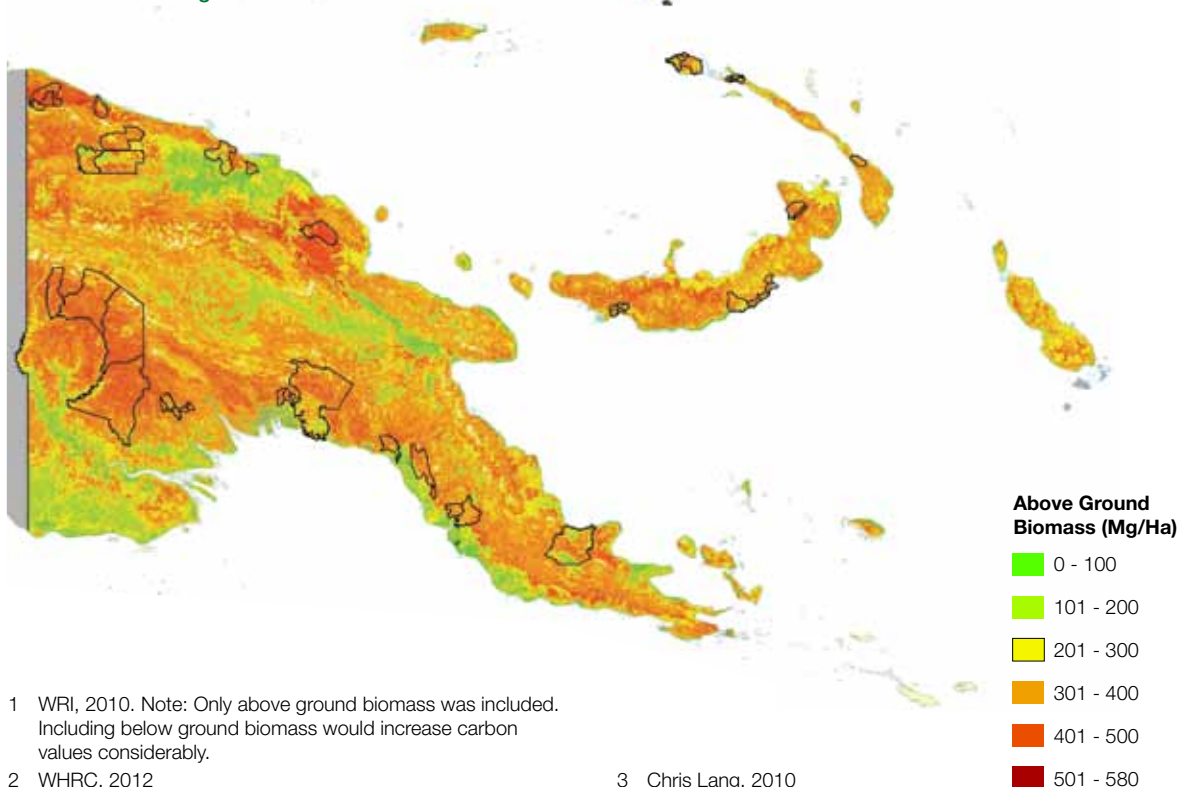 Above Ground
Biomass (Mg/Ha)
0 - 100
101 - 200
201 - 300
301 - 400
401 - 500
501 - 580
1 WRI, 2010. Note: Only above ground biomass was included.
Including below ground biomass would increase carbon
values considerably.
2 WHRC, 2012
3 Chris Lang, 2010